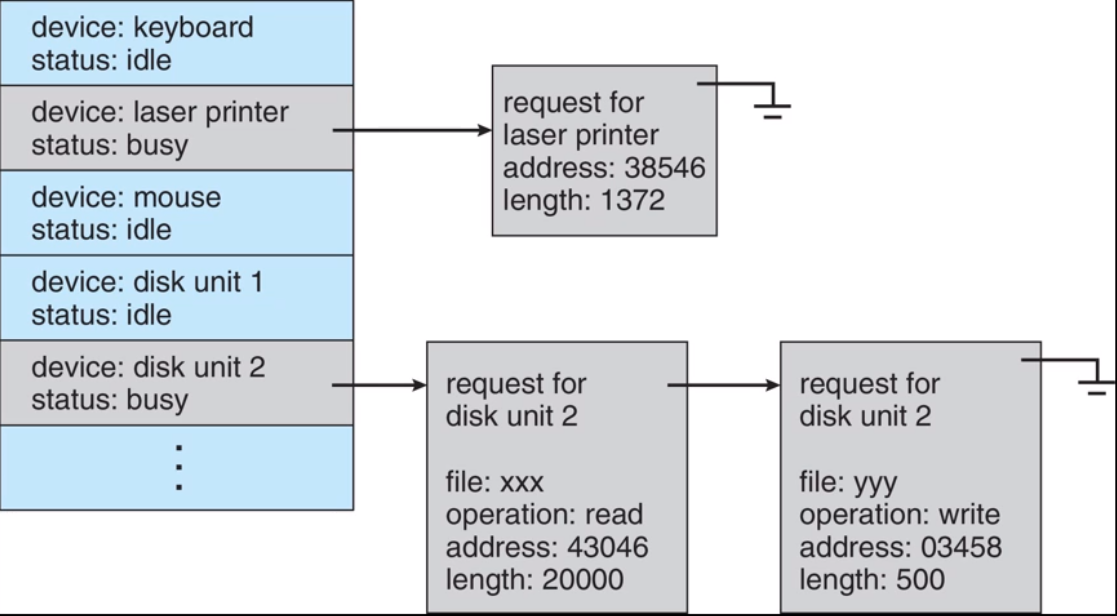 device: keyboard
status: idle
device: laser printer
status: busy
device: mouse
status: idle
device: disk unit 1
status: idle
device: disk unit 2
status: busy
request for
laser printer
address: 38546
length: 1372
request for
disk unit 2
file: xxx
operation: read
address: 43046
length: 20000
request for
disk unit 2
file: yyy
operation: write
address: 03458
length: 500